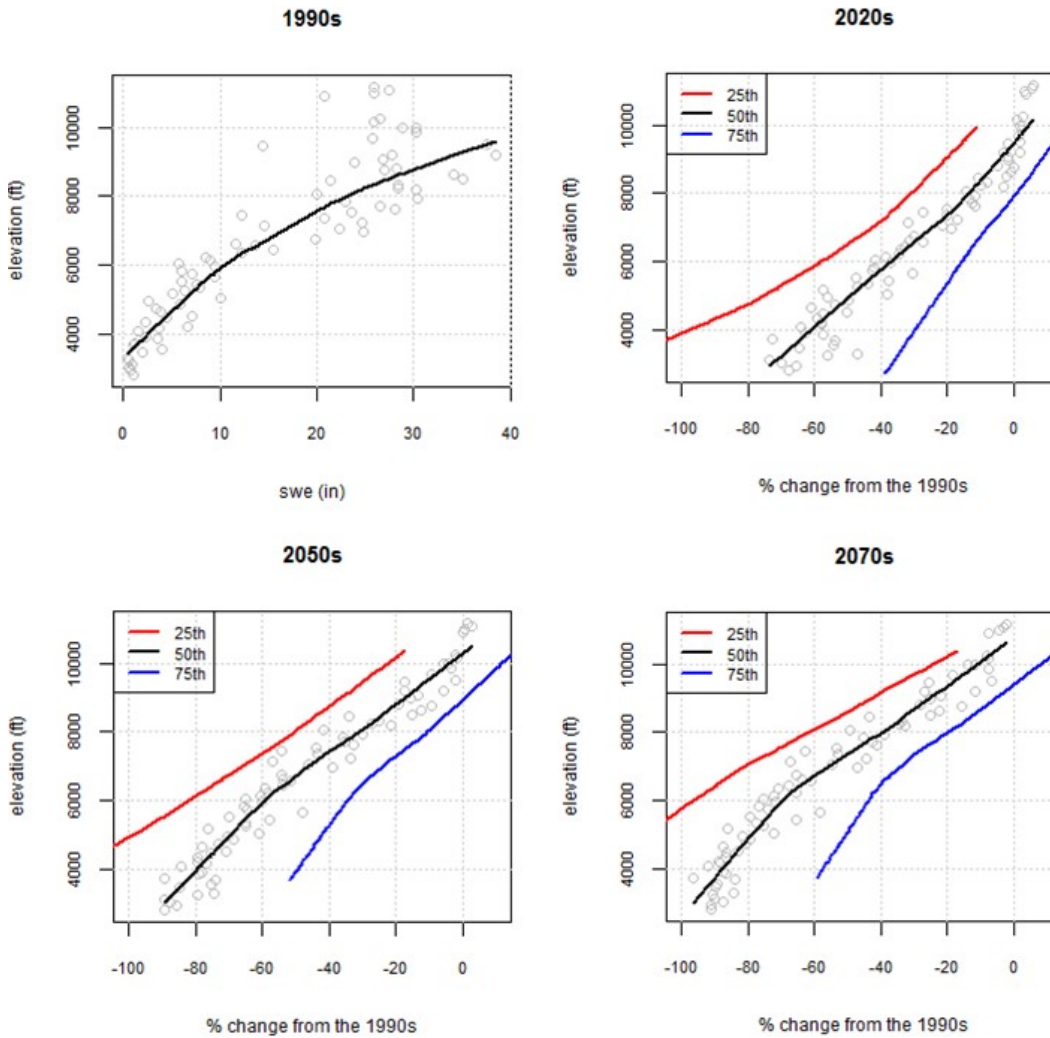 1990s
elevation (ft)
10000
8000
6000
4000
0 10 20 30 40
swe (in)
2020s
25th
50th
75th
elevation (ft)
10000
8000
6000
4000
-100 -80 -60 -40 -20 0
% change from the 1990s
2050s
25th
50th
75th
elevation (ft)
10000
8000
6000
4000
-100 -80 -60 -40 -20 0
% change from the 1990s
2070s
25th
50th
75th
elevation (ft)
10000
8000
6000
4000
-100 -80 -60 -40 -20 0
% change from the 1990s